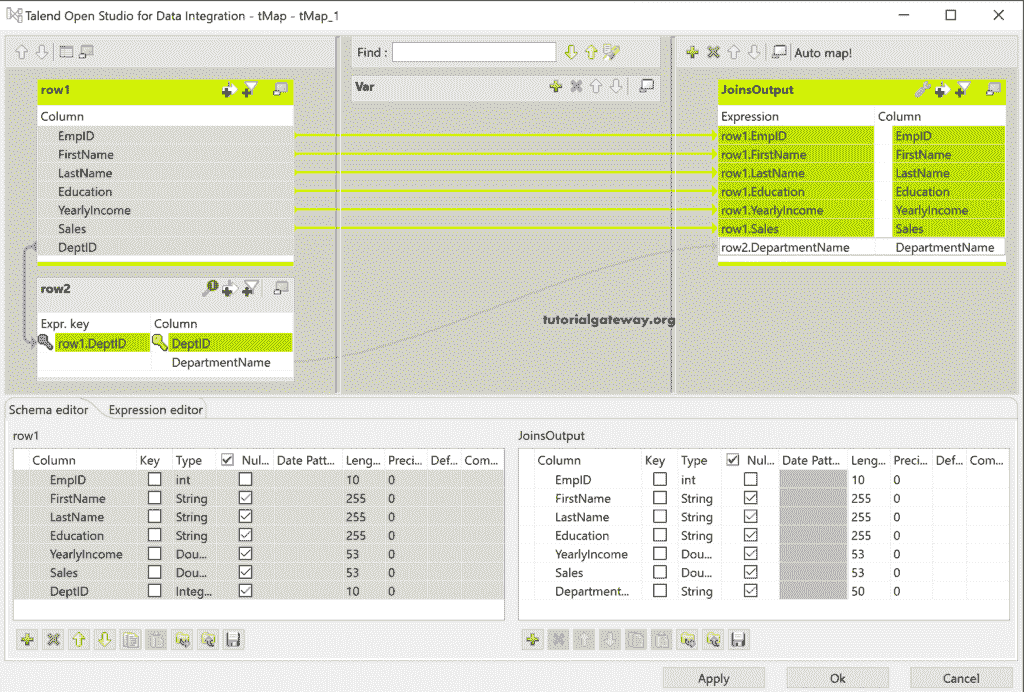 Talend Open Studio for Data Integration - tMap - tMap_1
Find :
Auto map!
row1
Column
EmpID
FirstName
LastName
Education
YearlyIncome
Sales
DeptID
row2
Expr. key Column
row1.DeptID DeptID
DepartmentName
Var
JoinsOutput
Expression Column
row1.EmpID EmpID
row1.FirstName FirstName
row1.LastName LastName
row1.Education Education
row1.YearlyIncome YearlyIncome
row1.Sales Sales
row2.DepartmentName DepartmentName
tutorialgateway.org
Schema editor Expression editor
row1
Column Key Type Nul... Date Patt... Leng... Preci... Def... Com...
EmpID int 10 0
FirstName String 255 0
LastName String 255 0
Education String 255 0
YearlyIncome Dou... 53 0
Sales Dou... 53 0
DeptID Integ... 10 0
JoinsOutput
Column Key Type Nul... Date Patt... Leng... Preci... Def... Com...
EmpID int 10 0
FirstName String 255 0
LastName String 255 0
Education String 255 0
YearlyIncome Dou... 53 0
Sales Dou... 53 0
Department... String 50 0
Apply Ok Cancel